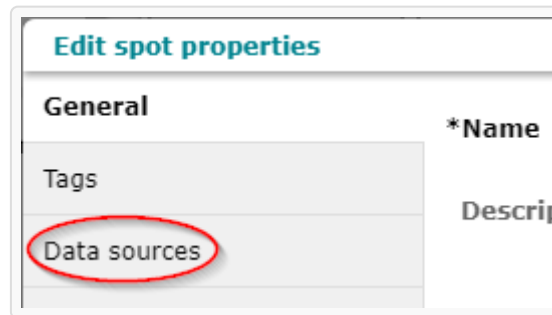 Edit spot properties
General
*Name
Tags
Data sources